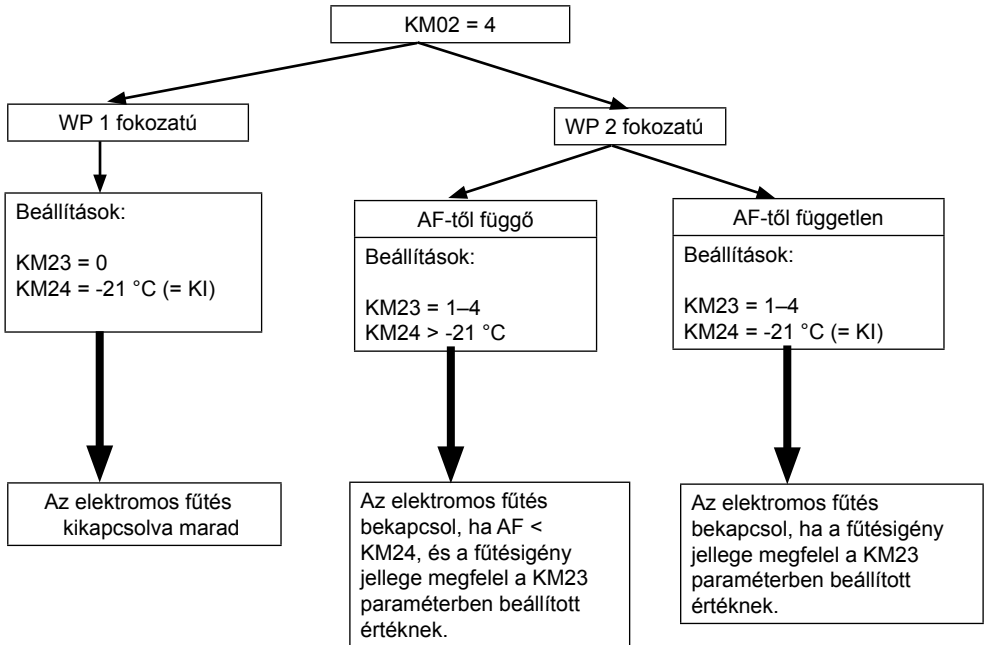 KM02 = 4
WP 1 fokozatú
WP 2 fokozatú
Beállítások:
KM23 = 0
KM24 = -21 °C (= KI)
AF-től függő
Beállítások:
KM23 = 1–4
KM24 > -21 °C
AF-től független
Beállítások:
KM23 = 1–4
KM24 = -21 °C (= KI)
Az elektromos fűtés
kikapcsolva marad
Az elektromos fűtés
bekapcsol, ha AF <
KM24, és a fűtésigény
jellege megfelel a KM23
paraméterben beállított
értéknek.
Az elektromos fűtés
bekapcsol, ha a fűtésigény
jellege megfelel a KM23
paraméterben beállított
értéknek.